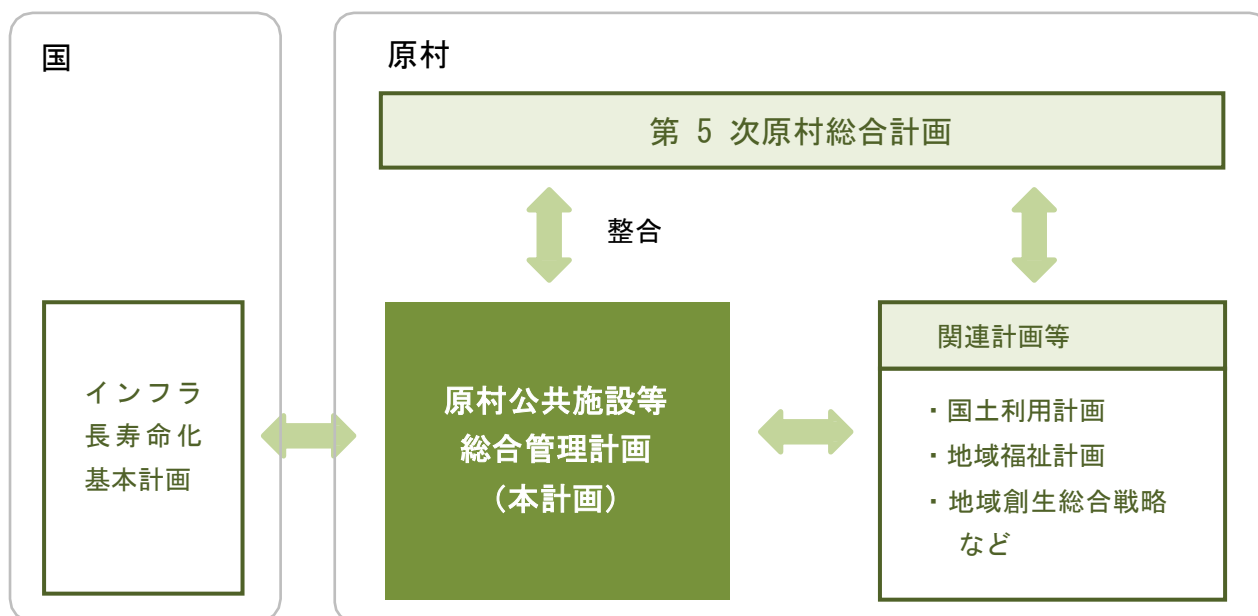 国
原村
第 5 次原村総合計画
整合
インフラ
長寿命化
基本計画
原村公共施設等
総合管理計画
（本計画）
関連計画等
・国土利用計画
・地域福祉計画
・地域創生総合戦略
など